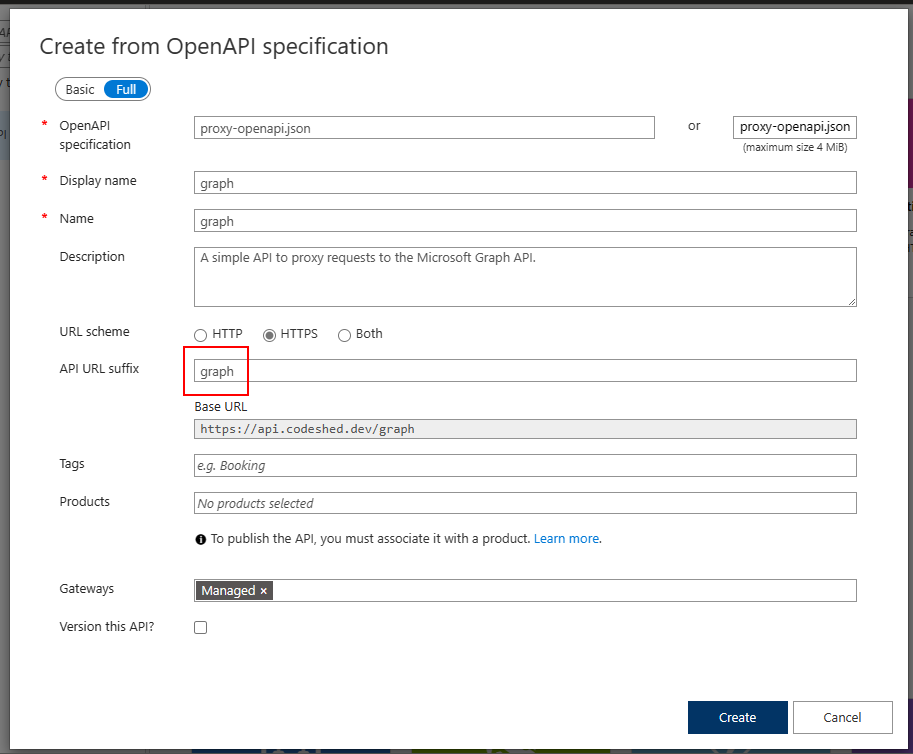 Create from OpenAPI specification
Basic Full
* OpenAPI specification proxy-openapi.json or proxy-openapi.json
(maximum size 4 MiB)
* Display name graph
* Name graph
Description A simple API to proxy requests to the Microsoft Graph API.
URL scheme HTTP HTTPS Both
API URL suffix graph
Base URL
https://api.codeshed.dev/graph
Tags e.g. Booking
Products No products selected
To publish the API, you must associate it with a product. Learn more.
Gateways Managed ×
Version this API?
Create Cancel